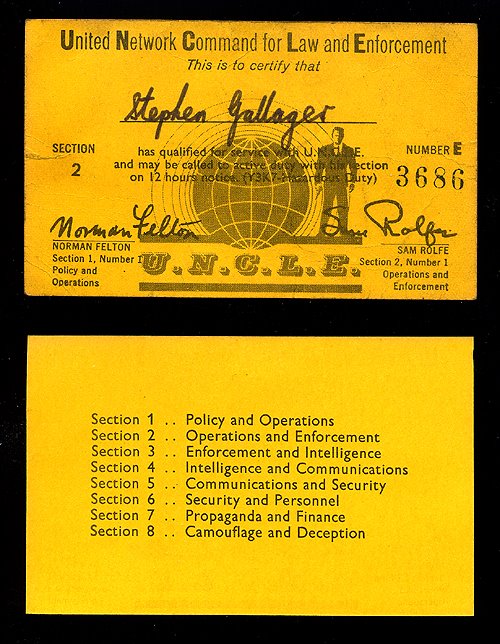 United Network Command for Law and Enforcement
This is to certify that
Stephen Gallager
SECTION
2
has qualified for service with U.N.C.L.E.
and may be called to active duty with his section
on 12 hours notice. (Y3K7-Hazardous Duty)
NUMBER E
3686
Norman Felton
NORMAN FELTON
Section 1, Number 1
Policy and
Operations
Sam Rolfe
SAM ROLFE
Section 2, Number 1
Operations and
Enforcement
U.N.C.L.E.
Section 1 .. Policy and Operations
Section 2 .. Operations and Enforcement
Section 3 .. Enforcement and Intelligence
Section 4 .. Intelligence and Communications
Section 5 .. Communications and Security
Section 6 .. Security and Personnel
Section 7 .. Propaganda and Finance
Section 8 .. Camouflage and Deception